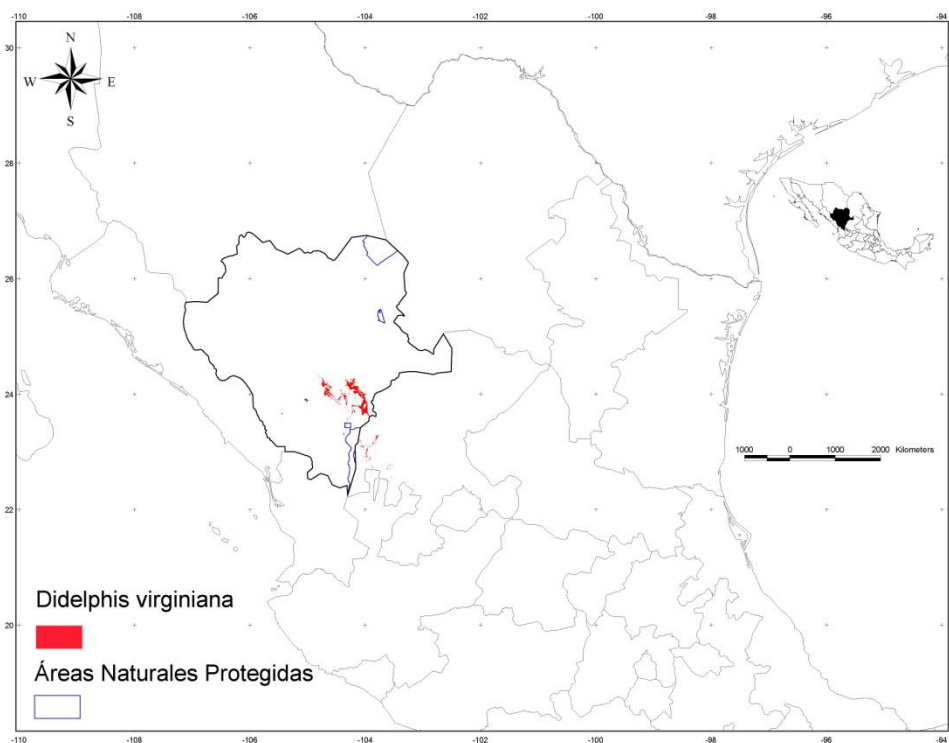 -110 -108 -106 -104 -102 -100 -98 -96 -94
30
N
W E
S
28
26
24
1000 0 1000 2000 Kilometers
22
Didelphis virginiana
20
Áreas Naturales Protegidas
-110 -108 -106 -104 -102 -100 -98 -96 -94